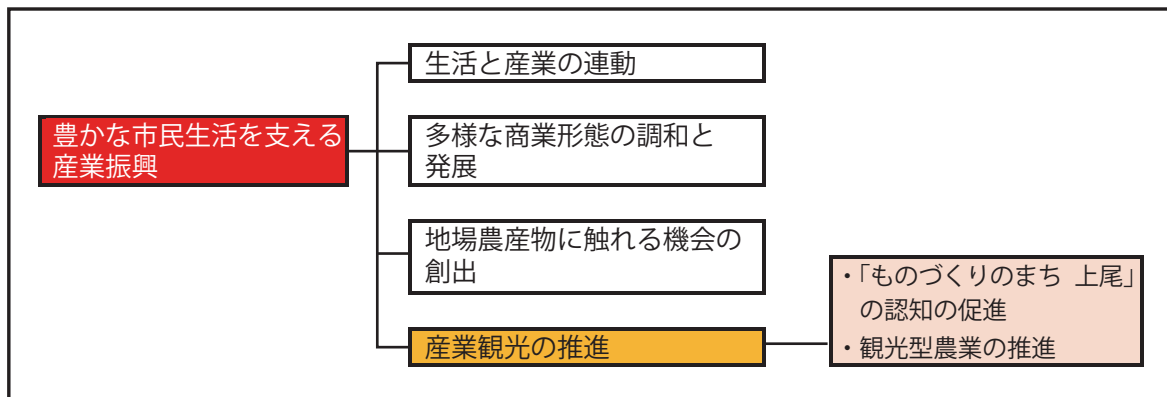 生活と産業の連動
豊かな市民生活を支える
産業振興
多様な商業形態の調和と
発展
地場農産物に触れる機会の
創出
産業観光の推進
・「ものづくりのまち 上尾」
の認知の促進
・観光型農業の推進